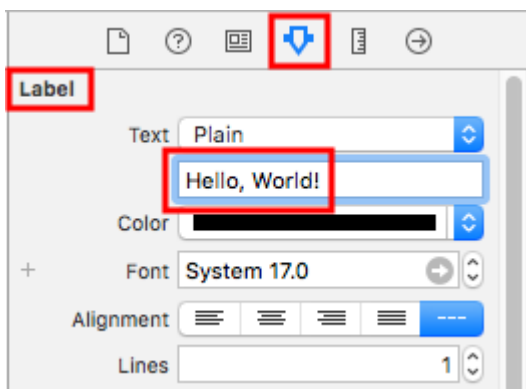 Label
Text Plain
Hello, World!
Color
Font System 17.0
Alignment ---
Lines 1